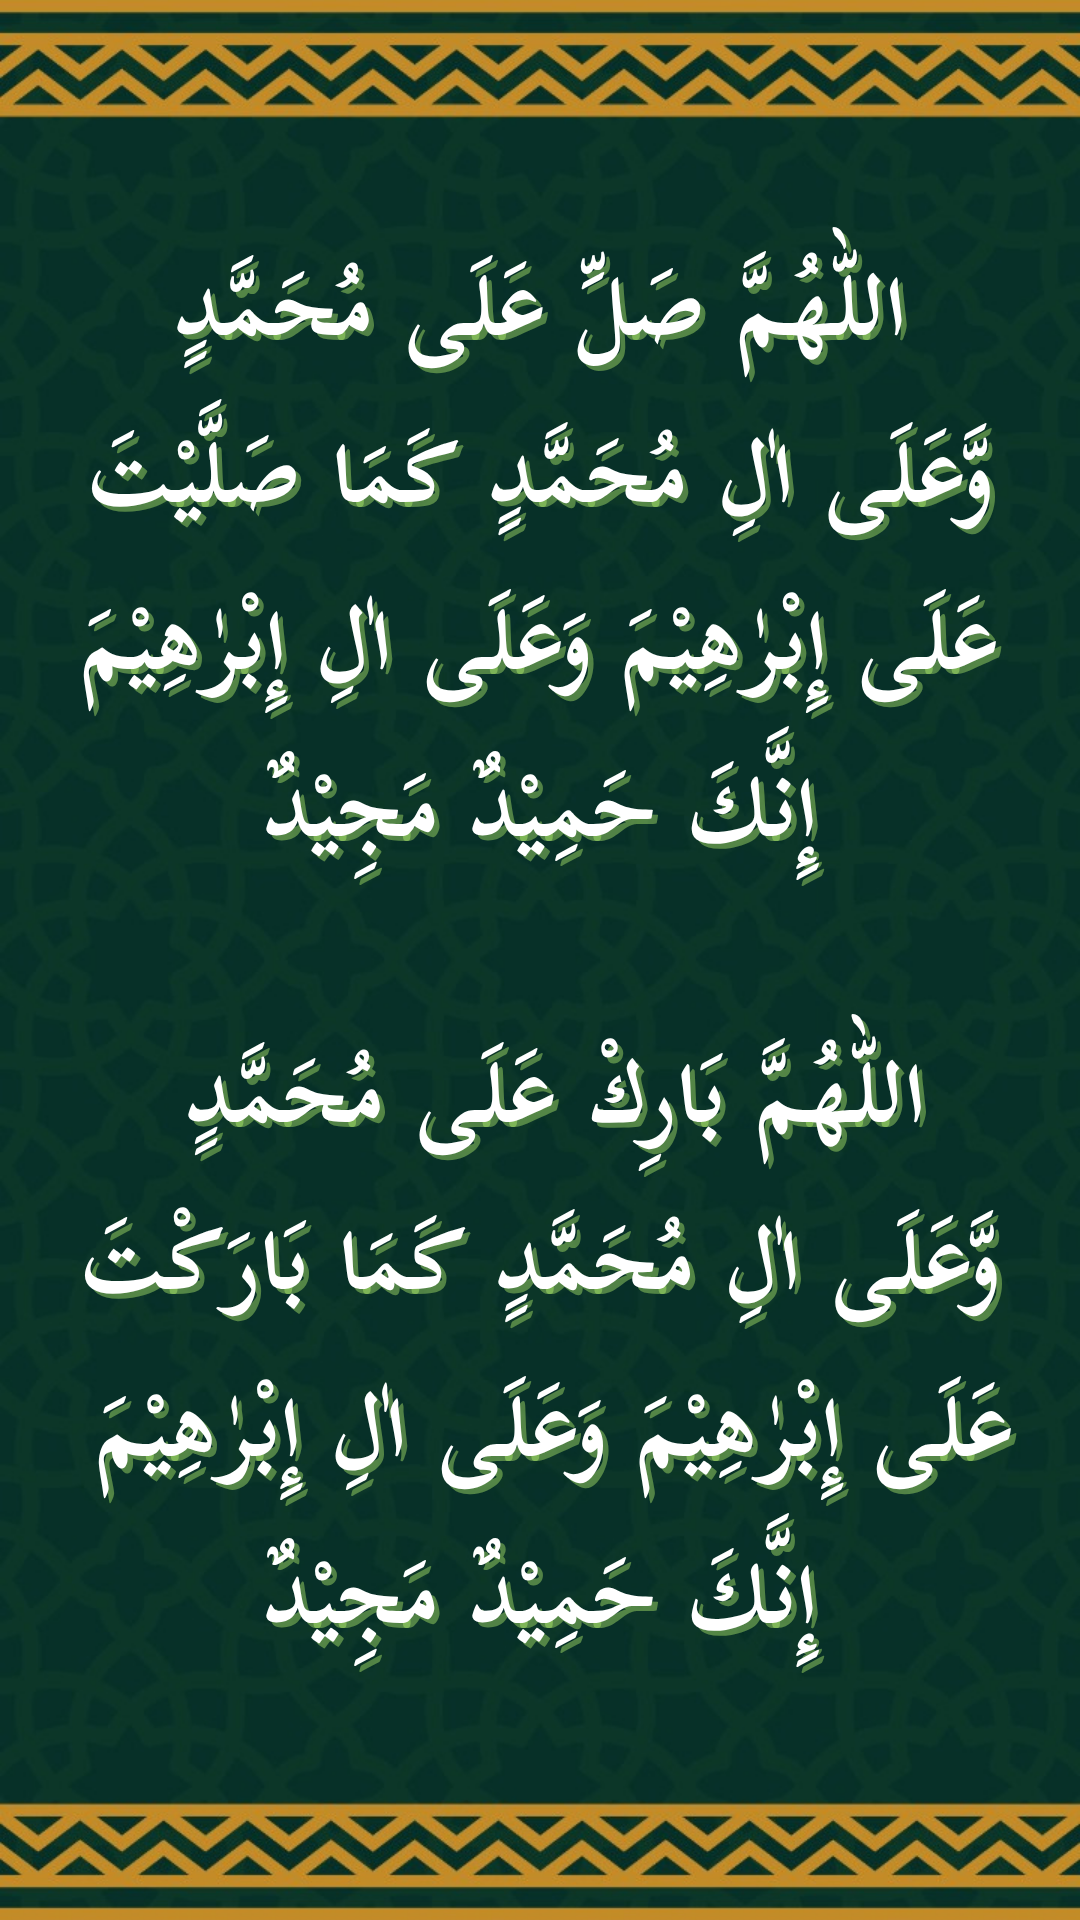 اللّٰهُمَّ صَلِّ عَلَى مُحَمَّدٍ
وَّعَلَى اٰلِ مُحَمَّدٍ كَمَا صَلَّيْتَ
عَلَى إِبْرٰهِيْمَ وَعَلَى اٰلِ إِبْرٰهِيْمَ
إِنَّكَ حَمِيْدٌ مَجِيْدٌ
اللّٰهُمَّ بَارِكْ عَلَى مُحَمَّدٍ
وَّعَلَى اٰلِ مُحَمَّدٍ كَمَا بَارَكْتَ
عَلَى إِبْرٰهِيْمَ وَعَلَى اٰلِ إِبْرٰهِيْمَ
إِنَّكَ حَمِيْدٌ مَجِيْدٌ